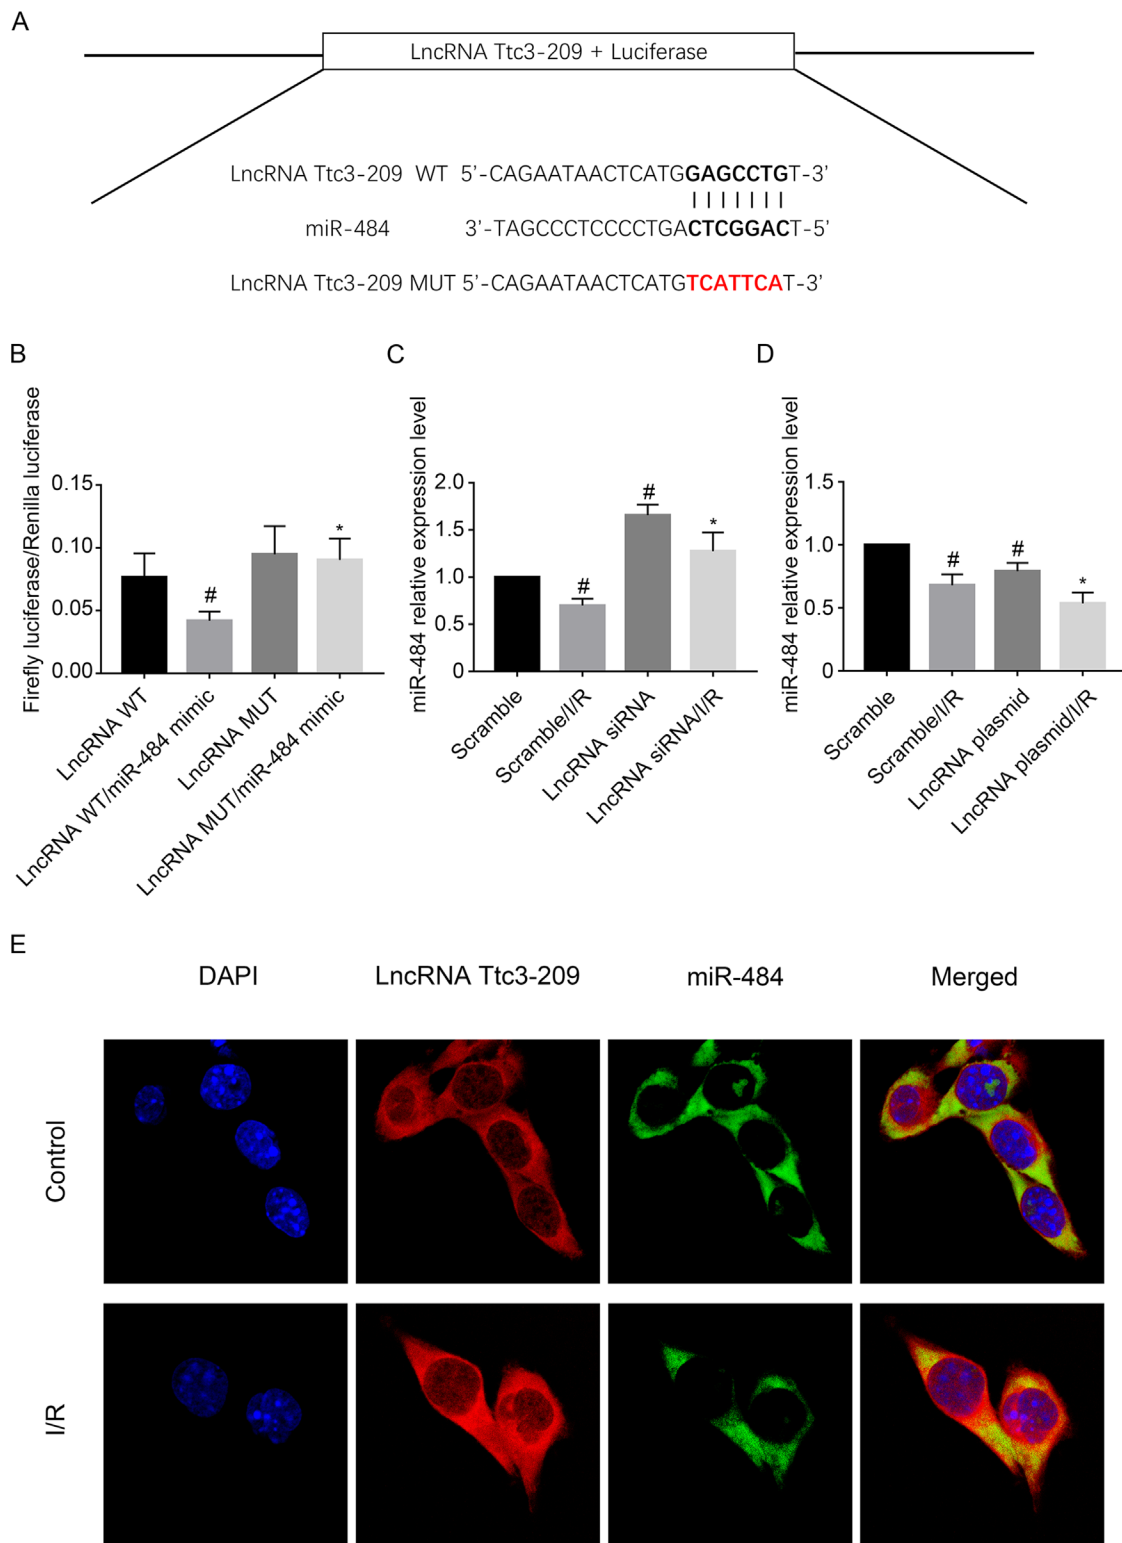 A
LncRNA Ttc3-209 + Luciferase
LncRNA Ttc3-209 WT 5’-CAGAATAACTCATGGAGCCTGT-3’
miR-484 3’-TAGCCCTCCCCTGACTCGGACT-5’
LncRNA Ttc3-209 MUT 5’-CAGAATAACTCATGTCATTCAT-3’
B
Firefly luciferase/Renilla luciferase
0.15
0.10
0.05
0.00
#
*
LncRNA WT
LncRNA WT/miR-484 mimic
LncRNA MUT
LncRNA MUT/miR-484 mimic
C
miR-484 relative expression level
2.0
1.5
1.0
0.5
0
#
#
*
Scramble
Scramble/I/R
LncRNA siRNA
LncRNA siRNA/I/R
D
miR-484 relative expression level
1.5
1.0
0.5
0
#
#
*
Scramble
Scramble/I/R
LncRNA plasmid
LncRNA plasmid/I/R
E
DAPI LncRNA Ttc3-209 miR-484 Merged
Control
I/R